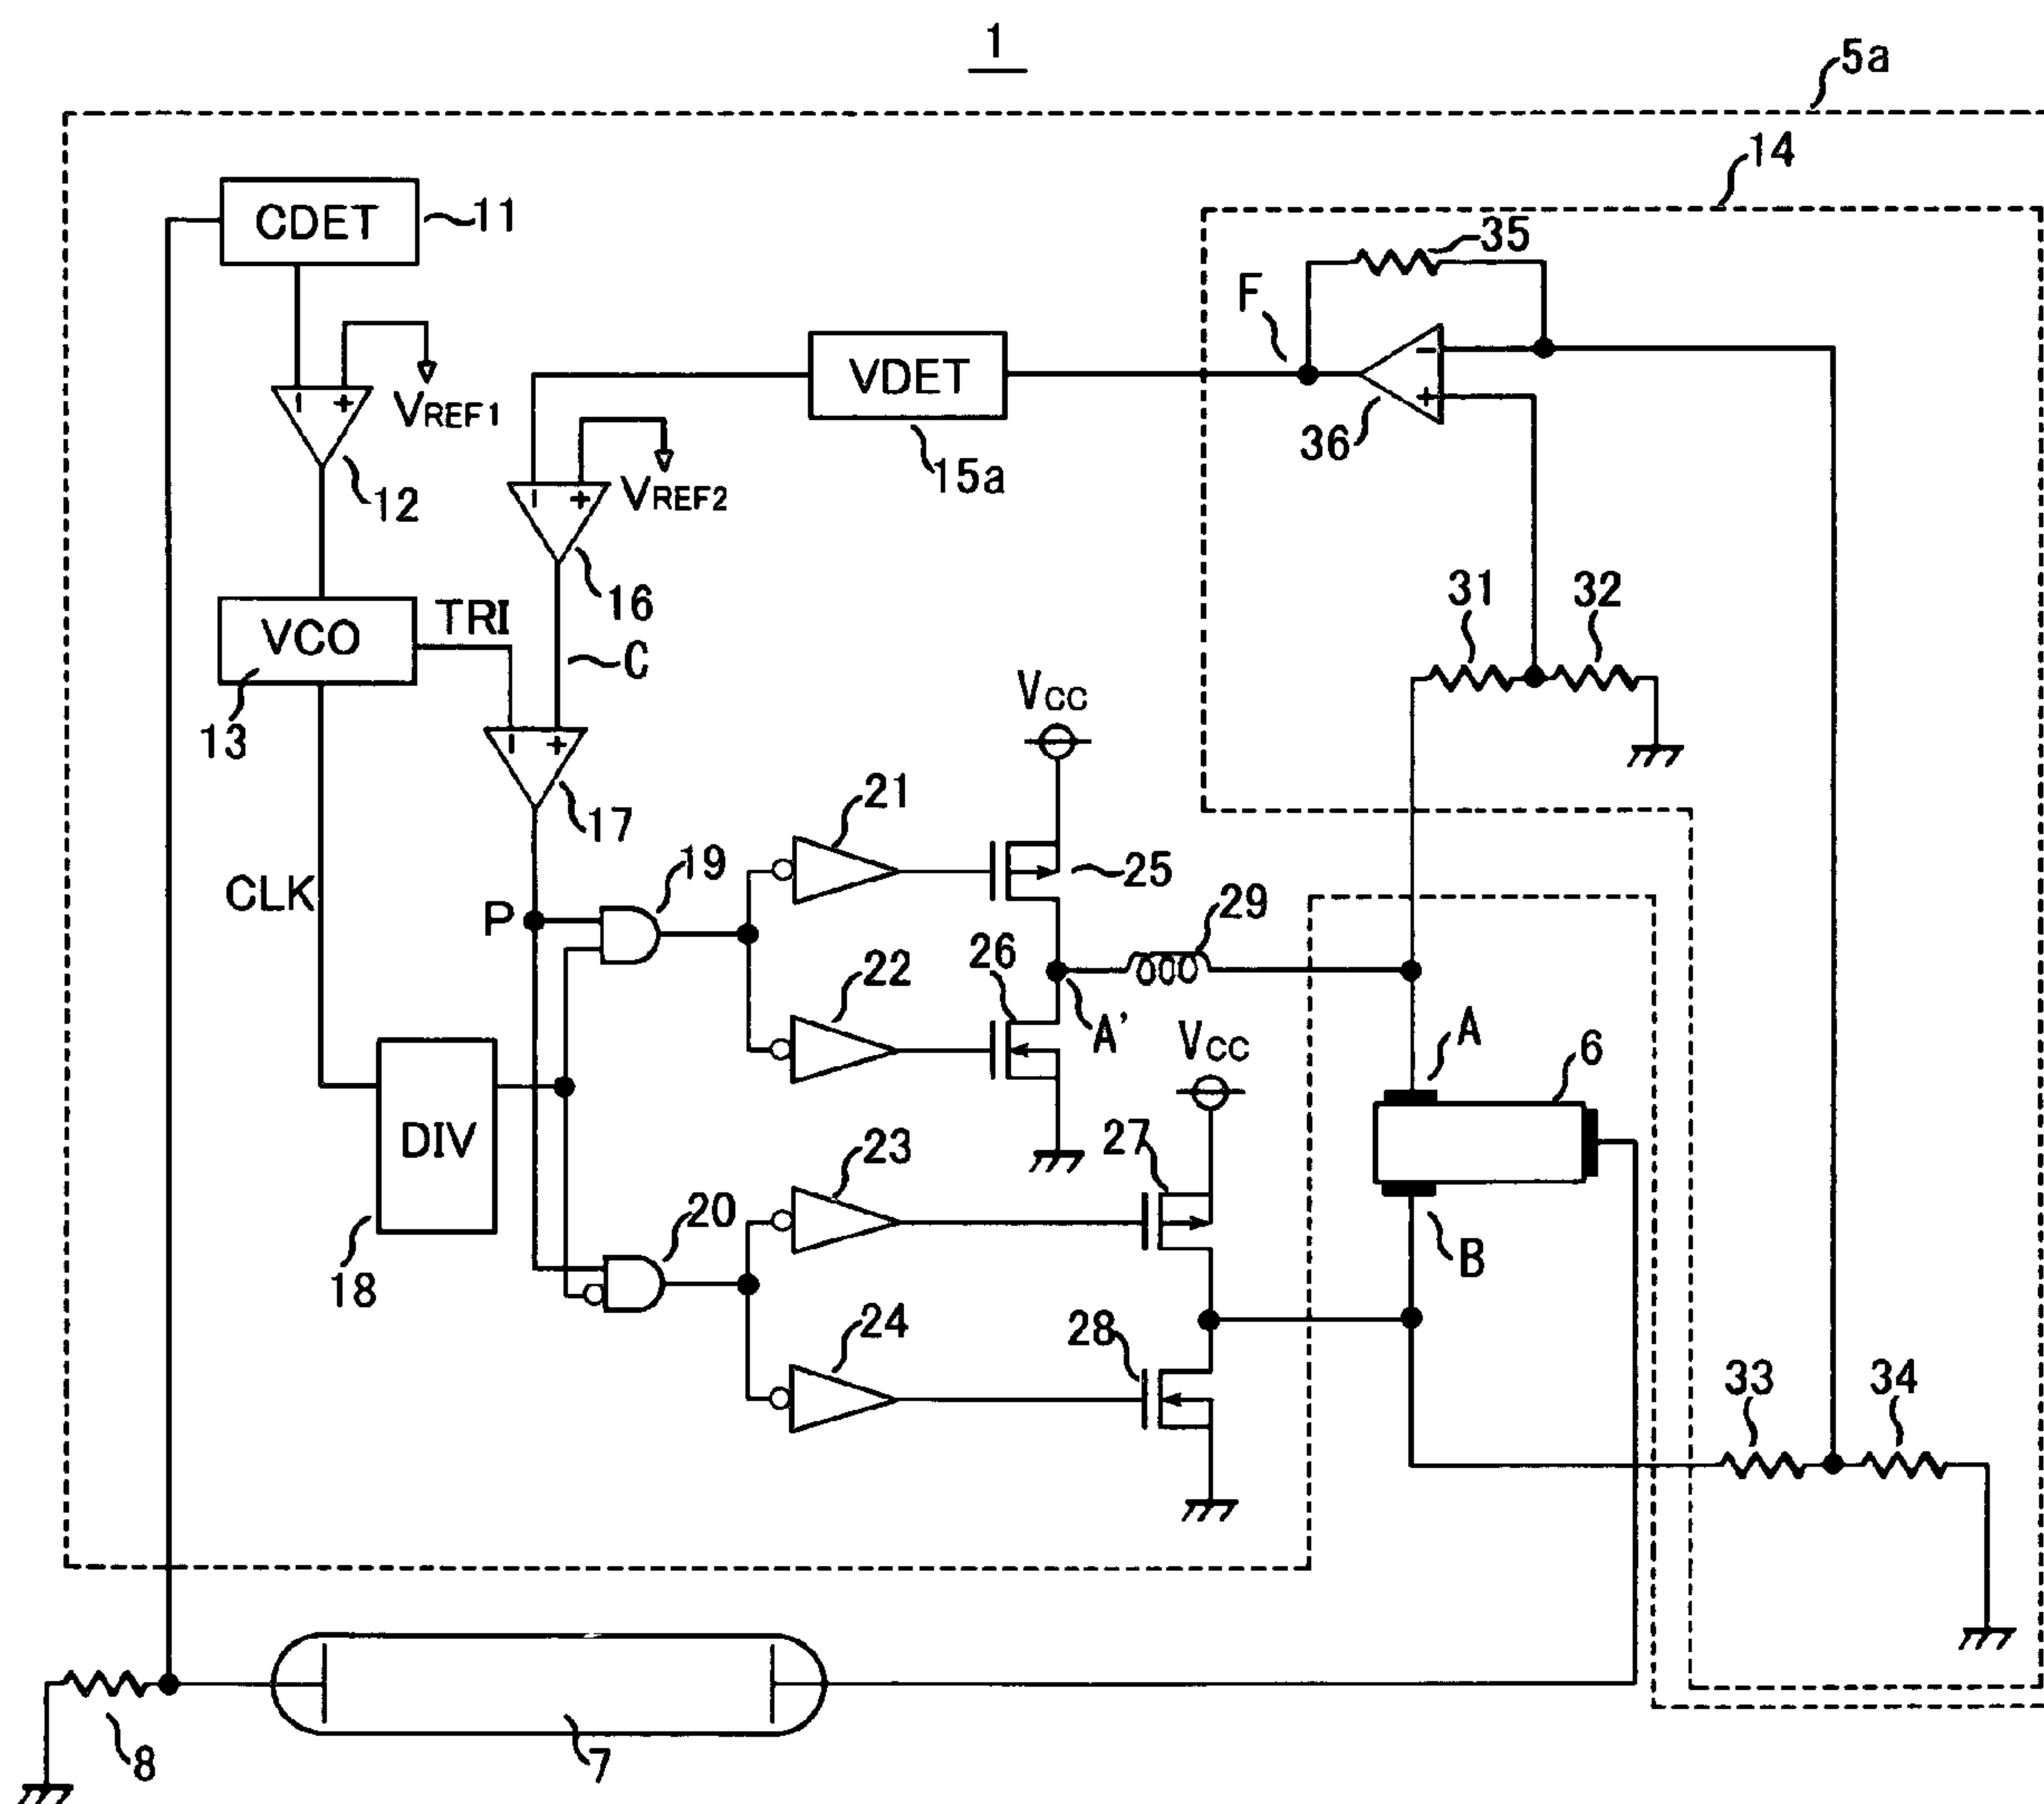 1
5a
14
CDET
11
35
F
VDET
-
+
36
- +
VREF1
12
15a
- +
VREF2
16
31
32
VCO
TRI
C
13
VCC
- +
17
21
25
19
CLK
P
29
26
22
A'
VCC
A
6
DIV
23
27
20
B
18
24
28
33
34
8
7